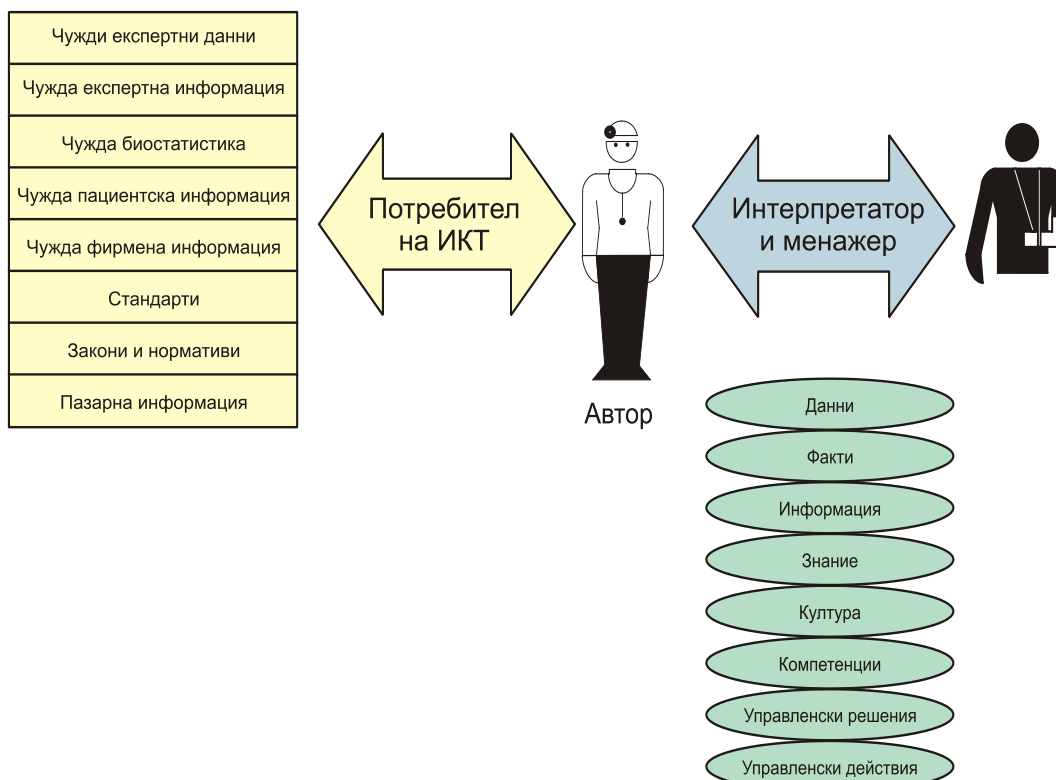 Чужди експертни данни
Чужда експертна информация
Чужда биостатистика
Чужда пациентска информация
Чужда фирмена информация
Стандарти
Закони и нормативи
Пазарна информация
Потребител
на ИКТ
Автор
Интерпретатор
и менажер
Данни
Факти
Информация
Знание
Култура
Компетенции
Управленски решения
Управленски действия